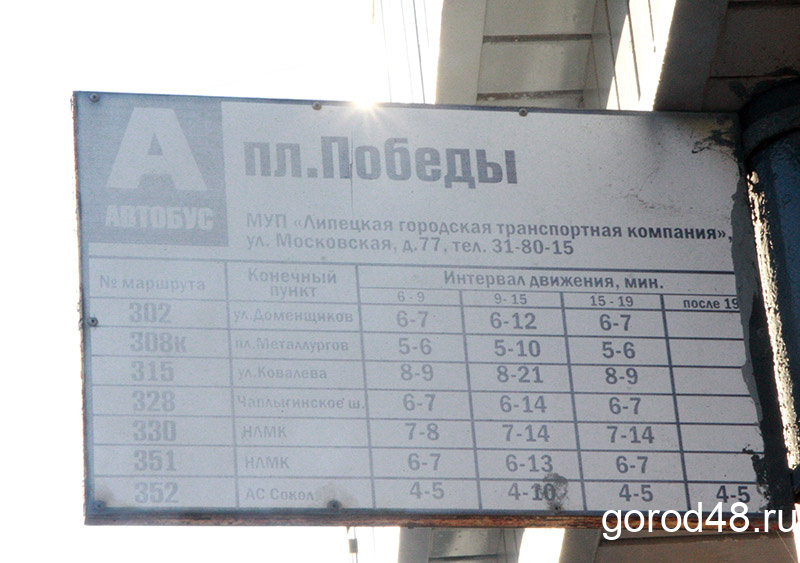 А
АВТОБУС
пл.Победы
МУП «Липецкая городская транспортная компания»,
ул. Московская, д.77, тел. 31-80-15
№ маршрута Конечный пункт Интервал движения, мин.
6 - 9 9- 15 15 - 19 после 19
302 ул.Доменщиков 6-7 6-12 6-7
308к пл.Металлургов 5-6 5-10 5-6
315 ул.Ковалева 8-9 8-21 8-9
328 Чаплыгинское ш. 6-7 6-14 6-7
330 НЛМК 7-8 7-14 7-14
351 НЛМК 6-7 6-13 6-7
352 АС Сокол 4-5 4-10 4-5 4-5
gorod48.ru